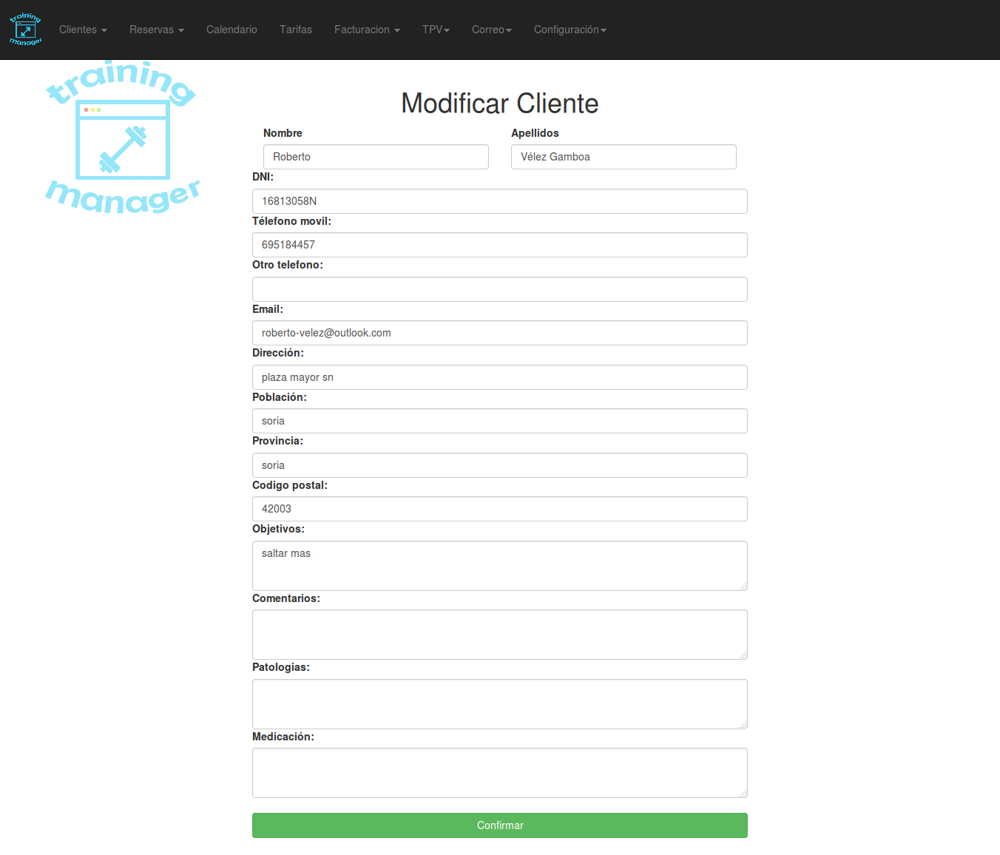 training
manager
Clientes Reservas Calendario Tarifas Facturacion TPV Correo Configuración
training
manager
Modificar Cliente
Nombre Apellidos
Roberto Vélez Gamboa
DNI:
16813058N
Télefono movil:
695184457
Otro telefono:
Email:
roberto-velez@outlook.com
Dirección:
plaza mayor sn
Población:
soria
Provincia:
soria
Codigo postal:
42003
Objetivos:
saltar mas
Comentarios:
Patologias:
Medicación:
Confirmar